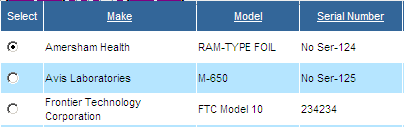 Select Make Model Serial Number
Amersham Health RAM-TYPE FOIL No Ser-124
Avis Laboratories M-650 No Ser-125
Frontier Technology
Corporation FTC Model 10 234234